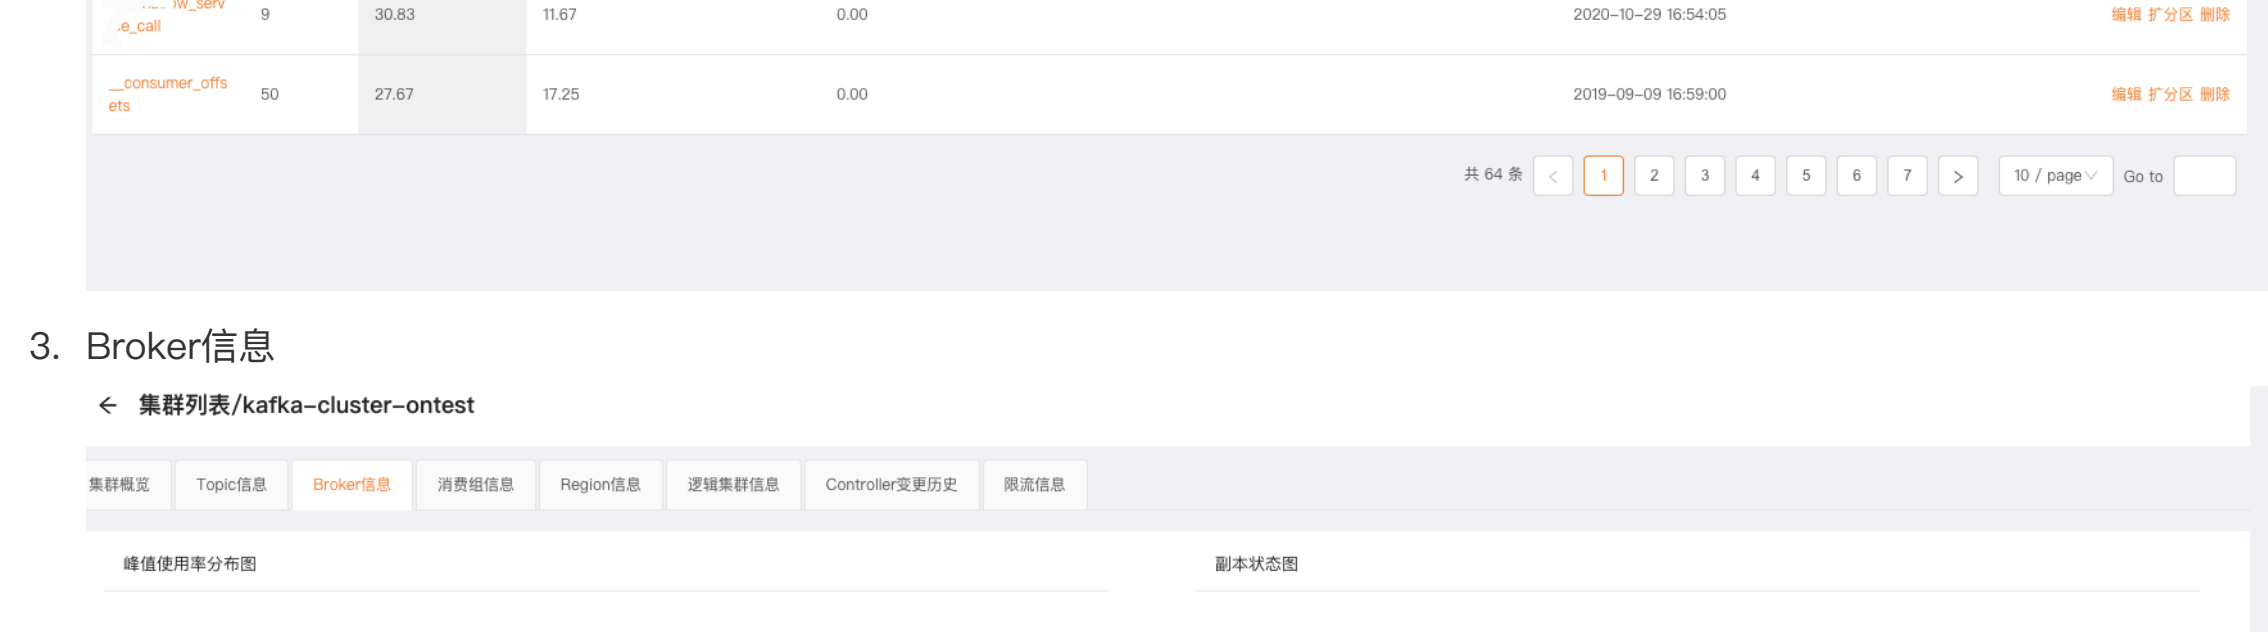 9 30.83 11.67 0.00 2020-10-29 16:54:05 编辑 扩分区 删除
__consumer_offs
ets
50 27.67 17.25 0.00 2019-09-09 16:59:00 编辑 扩分区 删除
共 64 条 < 1 2 3 4 5 6 7 > 10 / page Go to
3. Broker信息
← 集群列表/kafka-cluster-ontest
集群概览 Topic信息 Broker信息 消费组信息 Region信息 逻辑集群信息 Controller变更历史 限流信息
峰值使用率分布图 副本状态图